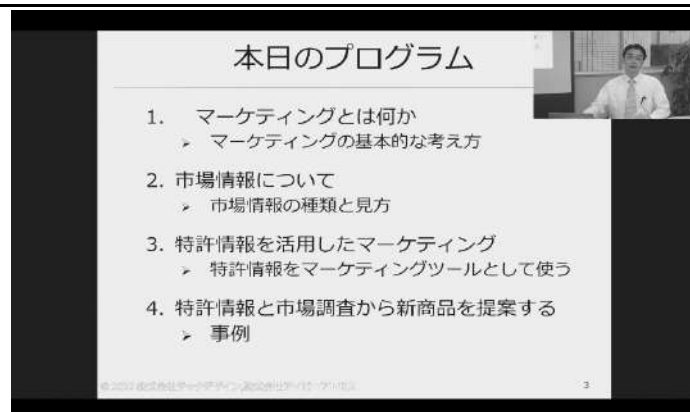 本日のプログラム
1. マーケティングとは何か
➢ マーケティングの基本的な考え方
2. 市場情報について
➢ 市場情報の種類と見方
3. 特許情報を活用したマーケティング
➢ 特許情報をマーケティングツールとして使う
4. 特許情報と市場調査から新商品を提案する
➢ 事例
3